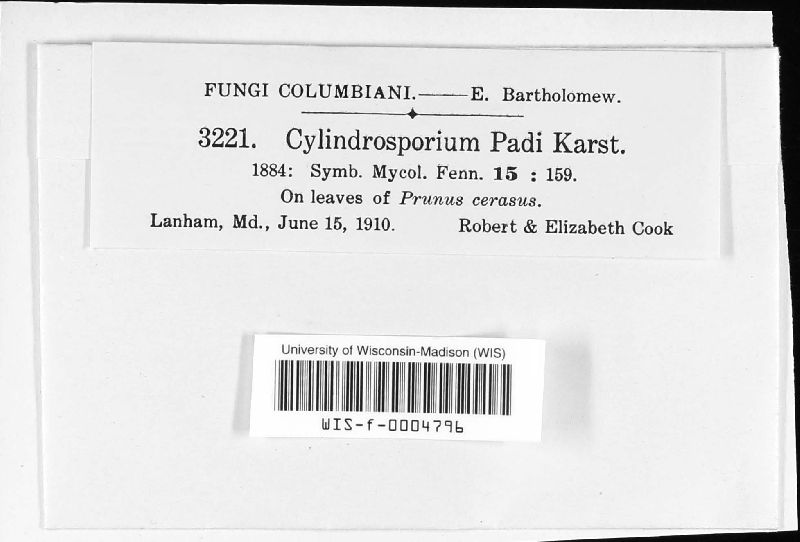 FUNGI COLUMBIANI.——E. Bartholomew.
3221. Cylindrosporium Padi Karst.
1884: Symb. Mycol. Fenn. 15 : 159.
On leaves of Prunus cerasus.
Lanham, Md., June 15, 1910. Robert & Elizabeth Cook
University of Wisconsin-Madison (WIS)
WIS-f-0004796